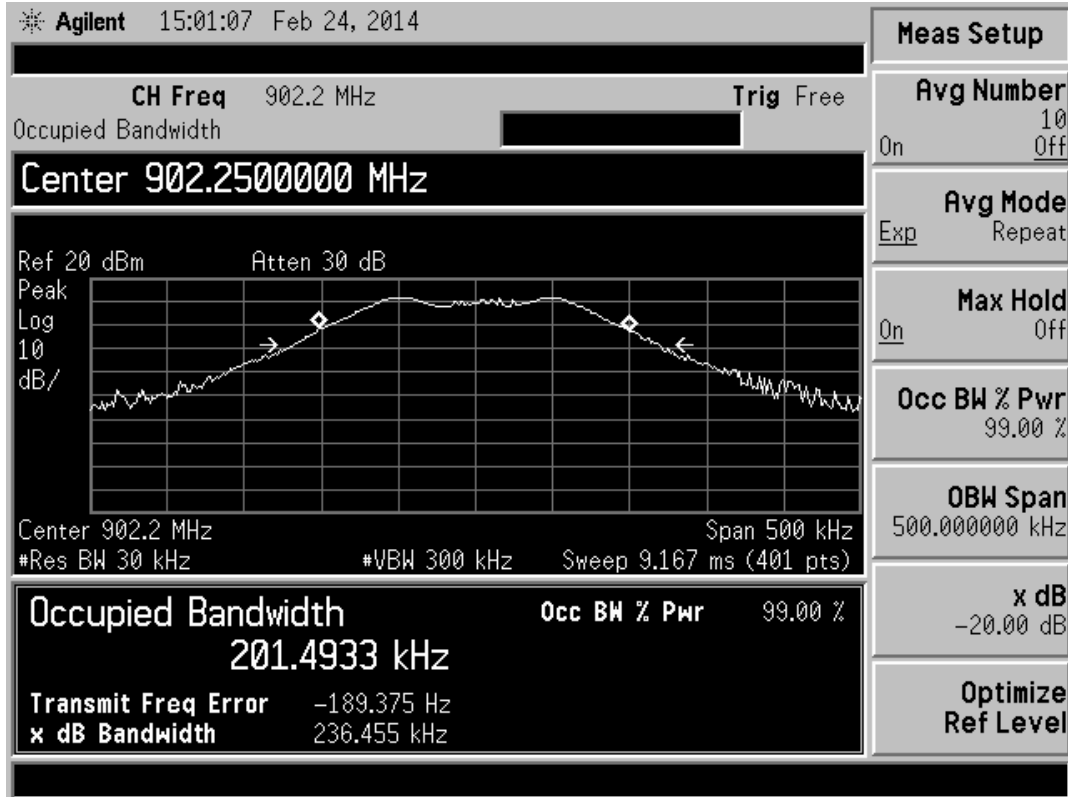 Agilent 15:01:07 Feb 24, 2014
Meas Setup
CH Freq 902.2 MHz Trig Free
Occupied Bandwidth
Center 902.2500000 MHz
Ref 20 dBm Atten 30 dB
Peak
Log
10
dB/
Center 902.2 MHz Span 500 kHz
#Res BW 30 kHz #VBW 300 kHz Sweep 9.167 ms (401 pts)
Occupied Bandwidth Occ BW % Pwr 99.00 %
201.4933 kHz
Transmit Freq Error -189.375 Hz
x dB Bandwidth 236.455 kHz
Avg Number
10
On Off
Avg Mode
Exp Repeat
Max Hold
On Off
Occ BW % Pwr
99.00 %
OBW Span
500.000000 kHz
x dB
-20.00 dB
Optimize
Ref Level